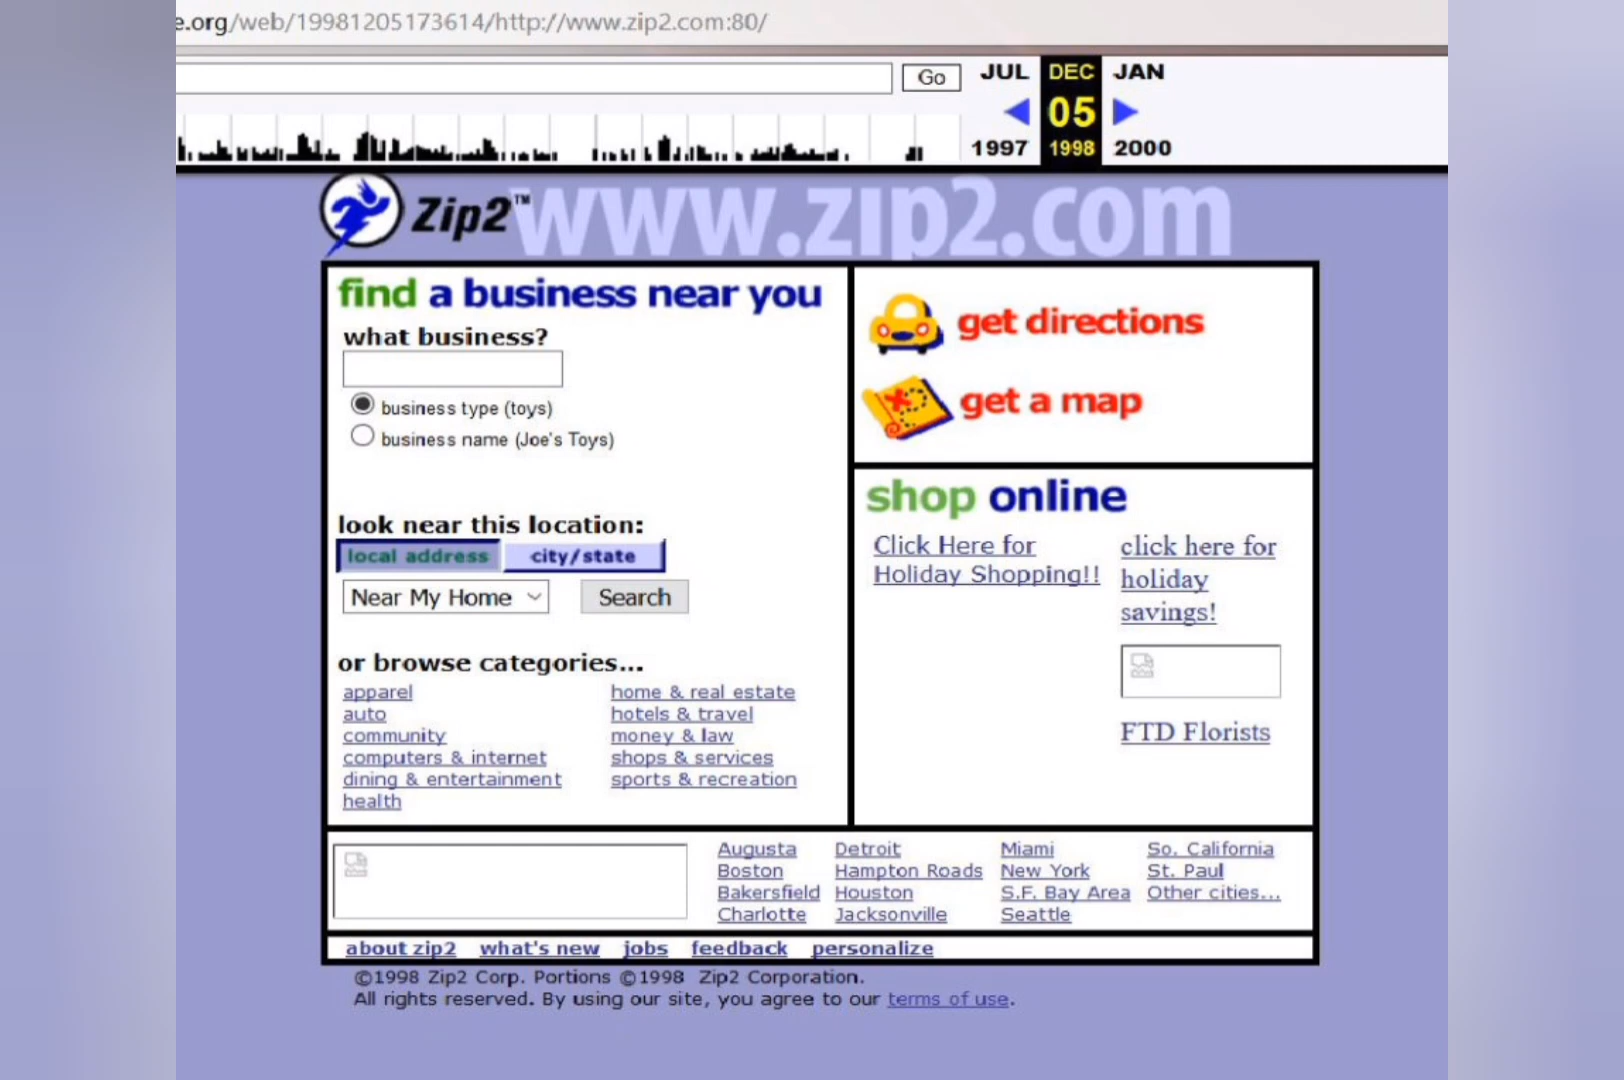 e.org/web/19981205173614/http://www.zip2.com:80/
Go
JUL DEC JAN
05
1997 1998 2000
Zip2™ www.zip2.com
find a business near you
what business?
business type (toys)
business name (Joe's Toys)
look near this location:
local address city/state
Near My Home Search
or browse categories...
apparel
auto
community
computers & internet
dining & entertainment
health
home & real estate
hotels & travel
money & law
shops & services
sports & recreation
get directions
get a map
shop online
Click Here for
Holiday Shopping!!
click here for
holiday
savings!
FTD Florists
Augusta Detroit Miami So. California
Boston Hampton Roads New York St. Paul
Bakersfield Houston S.F. Bay Area Other cities...
Charlotte Jacksonville Seattle
about zip2 what's new jobs feedback personalize
©1998 Zip2 Corp. Portions ©1998 Zip2 Corporation.
All rights reserved. By using our site, you agree to our terms of use.